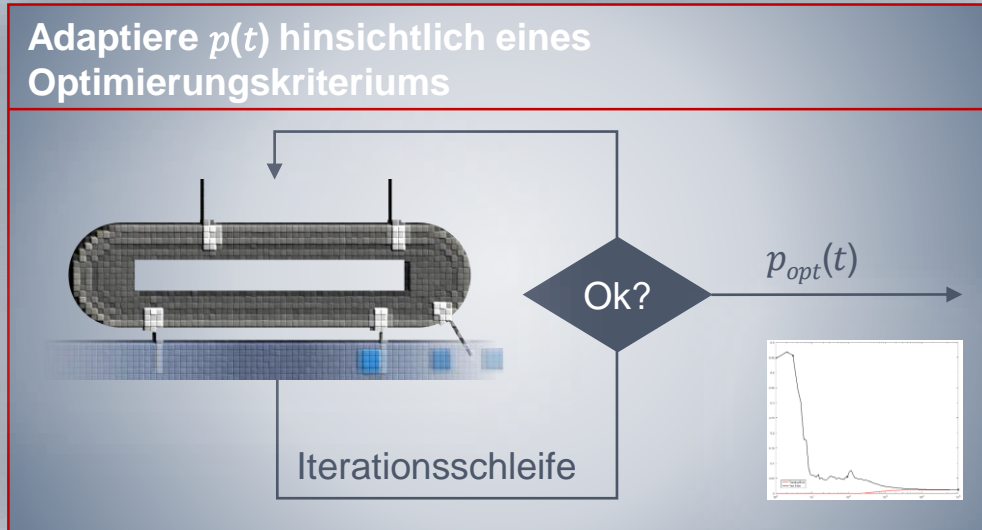 Adaptiere p(t) hinsichtlich eines
Optimierungskriteriums
Ok?
p_opt(t)
Iterationsschleife